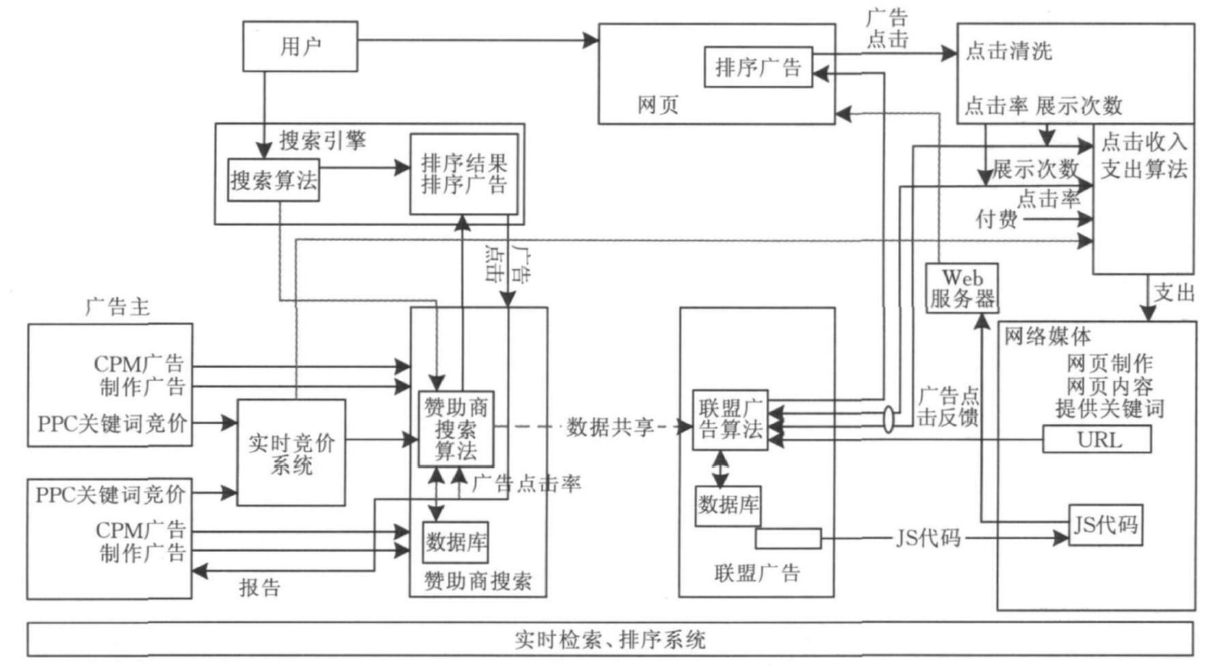 用户
广告
点击
排序广告
网页
点击清洗
点击率 展示次数
点击收入
支出算法
展示次数
点击率
付费
搜索引擎
搜索算法
排序结果
排序广告
广告
点击
Web
服务器
支出
广告主
CPM广告
制作广告
PPC关键词竞价
实时竞价
系统
PPC关键词竞价
CPM广告
制作广告
报告
赞助商
搜索
算法
广告点击率
数据库
赞助商搜索
数据共享
联盟广
告算法
数据库
联盟广告
广告点
击反馈
JS代码
网络媒体
网页制作
网页内容
提供关键词
URL
JS代码
实时检索、排序系统